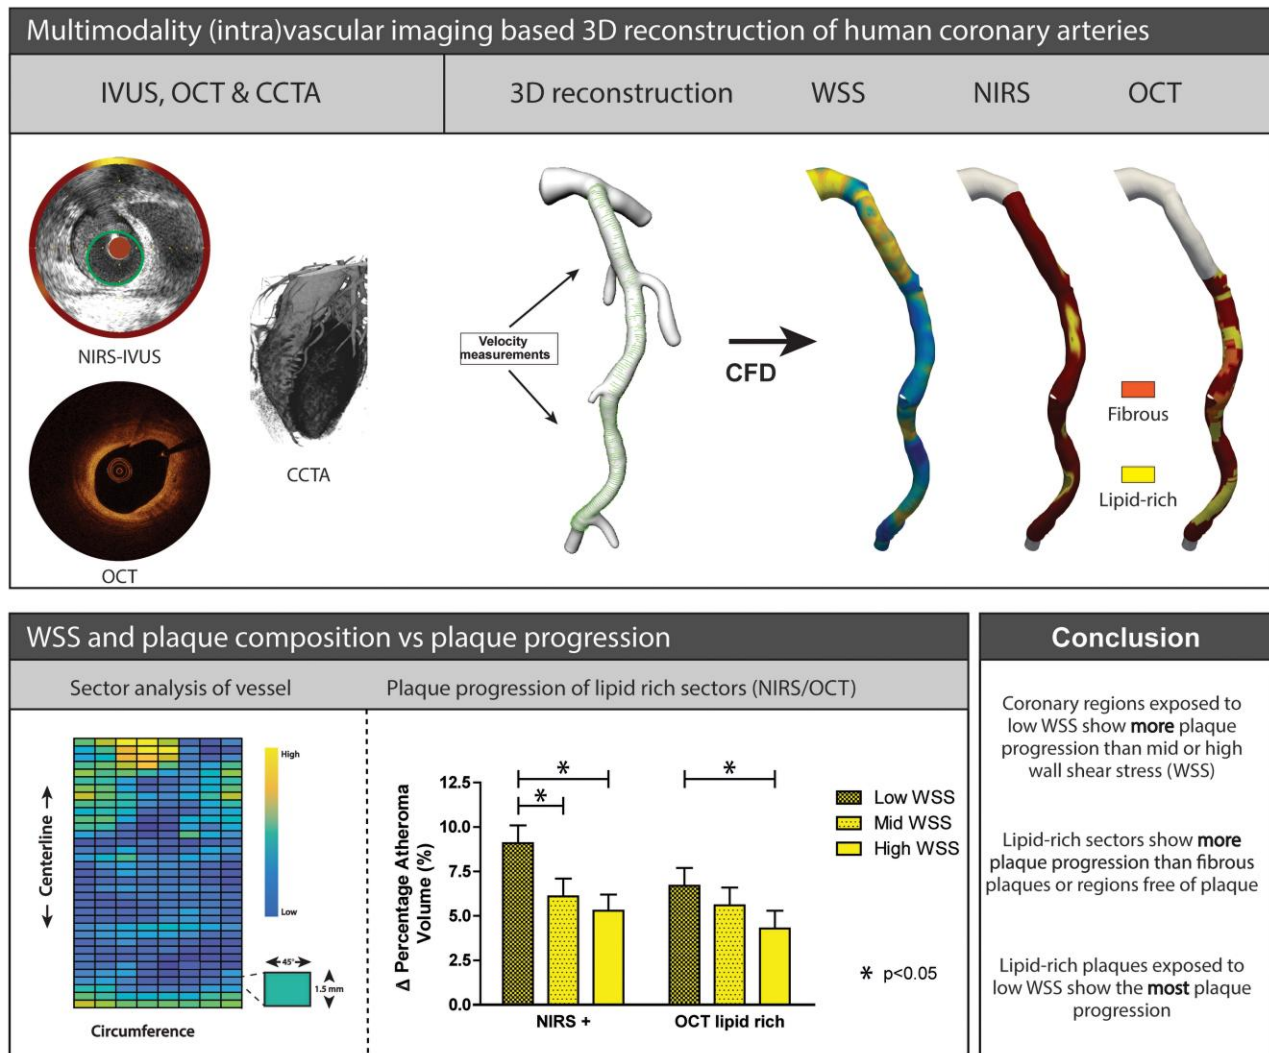 Multimodality (intra)vascular imaging based 3D reconstruction of human coronary arteries
IVUS, OCT & CCTA
3D reconstruction
WSS
NIRS
OCT
NIRS-IVUS
OCT
CCTA
Velocity
measurements
CFD
Fibrous
Lipid-rich
WSS and plaque composition vs plaque progression
Sector analysis of vessel
Plaque progression of lipid rich sectors (NIRS/OCT)
Centerline
High
Low
45°
1.5 mm
Circumference
Δ Percentage Atheroma
Volume (%)
12.5
10.0
7.5
5.0
2.5
0.0
*
*
*
NIRS +
OCT lipid rich
Low WSS
Mid WSS
High WSS
* p<0.05
Conclusion
Coronary regions exposed to
low WSS show more plaque
progression than mid or high
wall shear stress (WSS)
Lipid-rich sectors show more
plaque progression than fibrous
plaques or regions free of plaque
Lipid-rich plaques exposed to
low WSS show the most plaque
progression